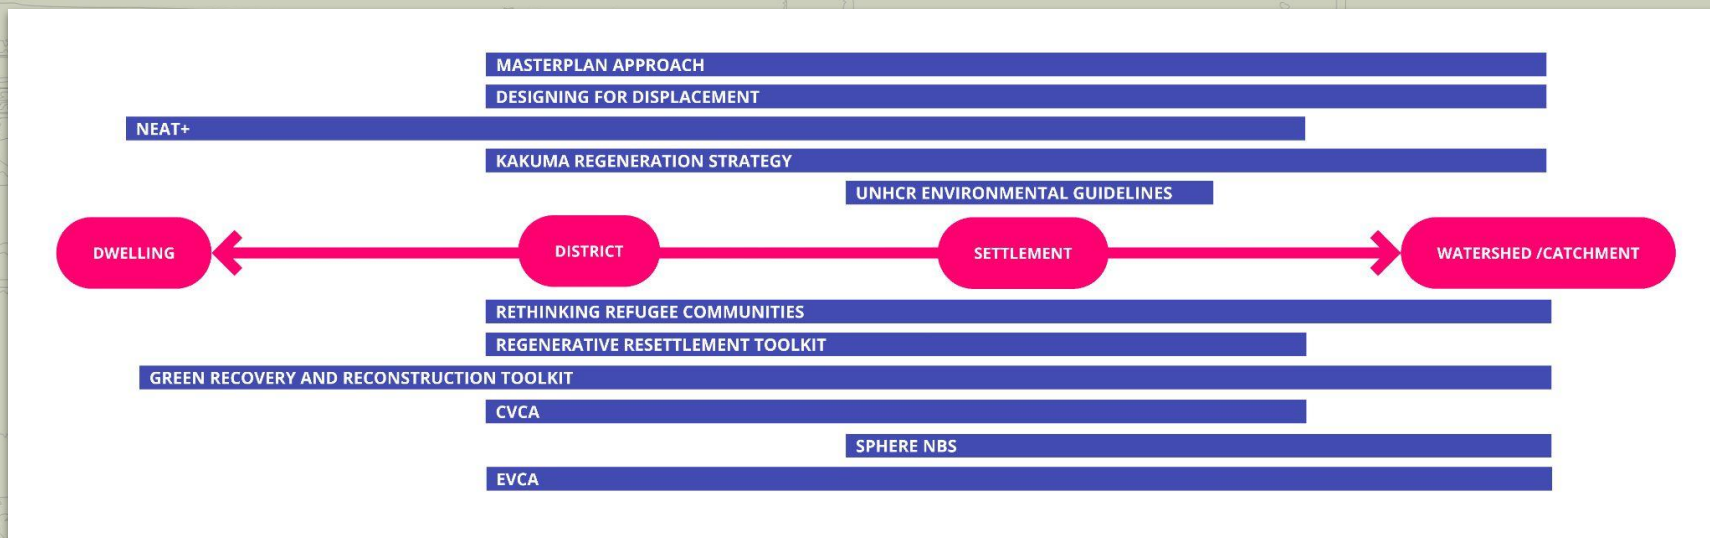 MASTERPLAN APPROACH
DESIGNING FOR DISPLACEMENT
NEAT+
KAKUMA REGENERATION STRATEGY
UNHCR ENVIRONMENTAL GUIDELINES
DWELLING
DISTRICT
SETTLEMENT
WATERSHED /CATCHMENT
RETHINKING REFUGEE COMMUNITIES
REGENERATIVE RESETTLEMENT TOOLKIT
GREEN RECOVERY AND RECONSTRUCTION TOOLKIT
CVCA
SPHERE NBS
EVCA